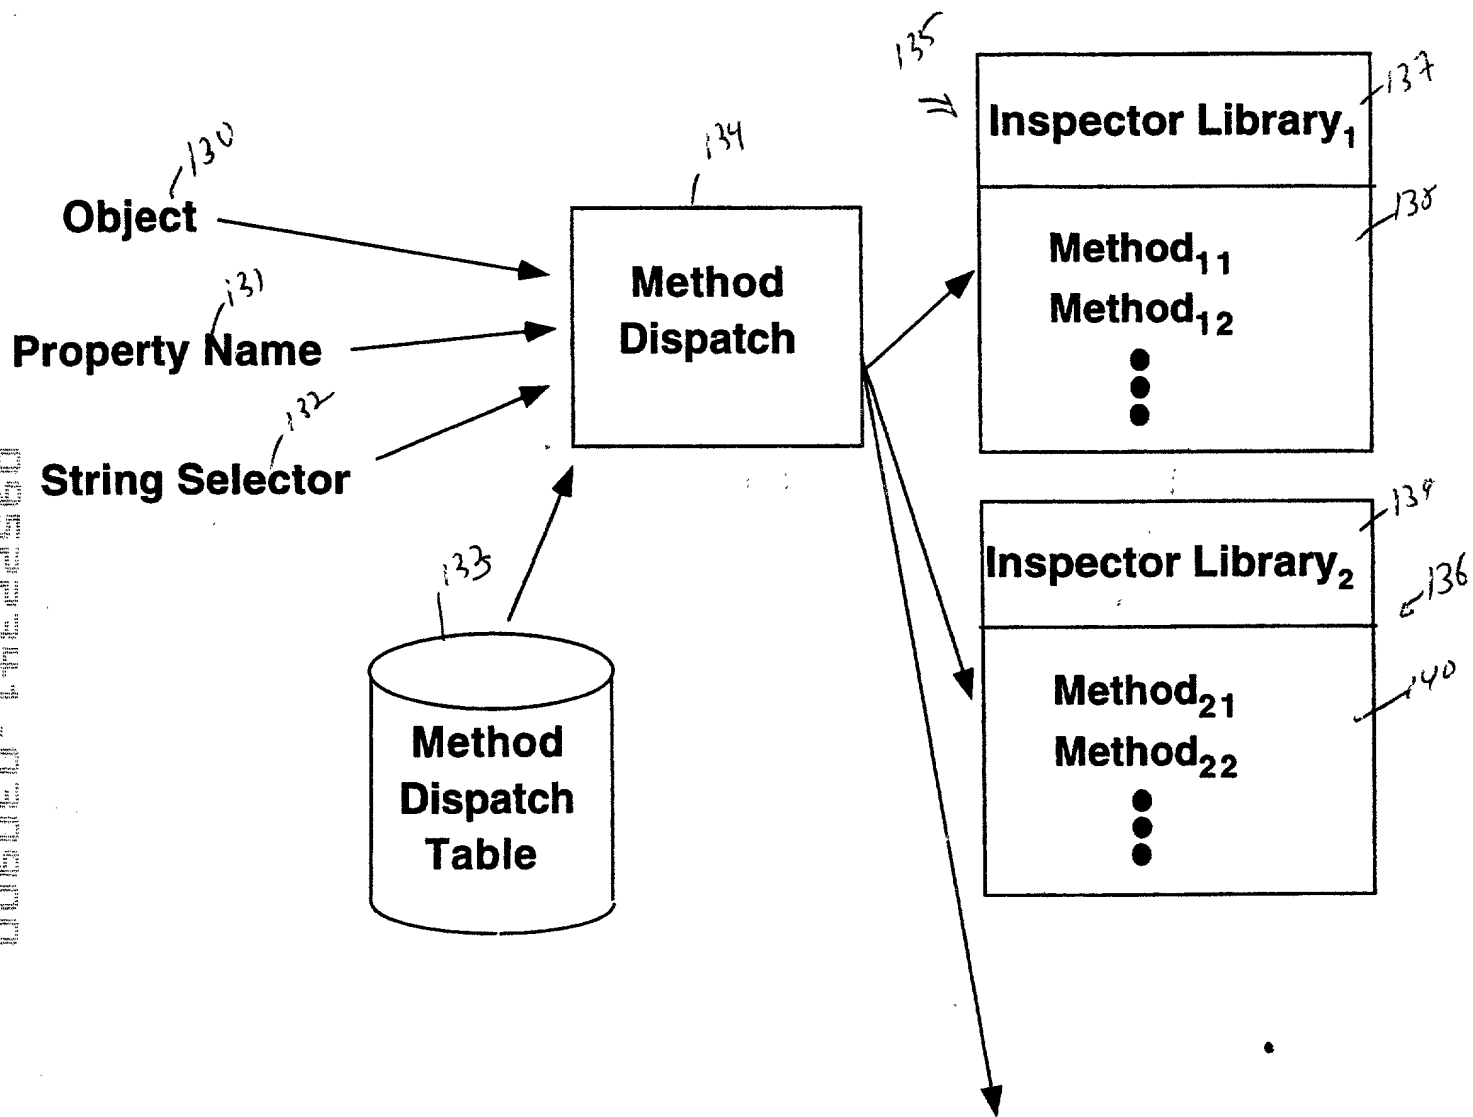 135
137
Inspector Library1
130
134
Object
138
Method11
Method
Dispatch
131
Method12
Property Name
132
String Selector
139
Inspector Library2
133
136
Method21
140
Method
Dispatch
Table
Method22